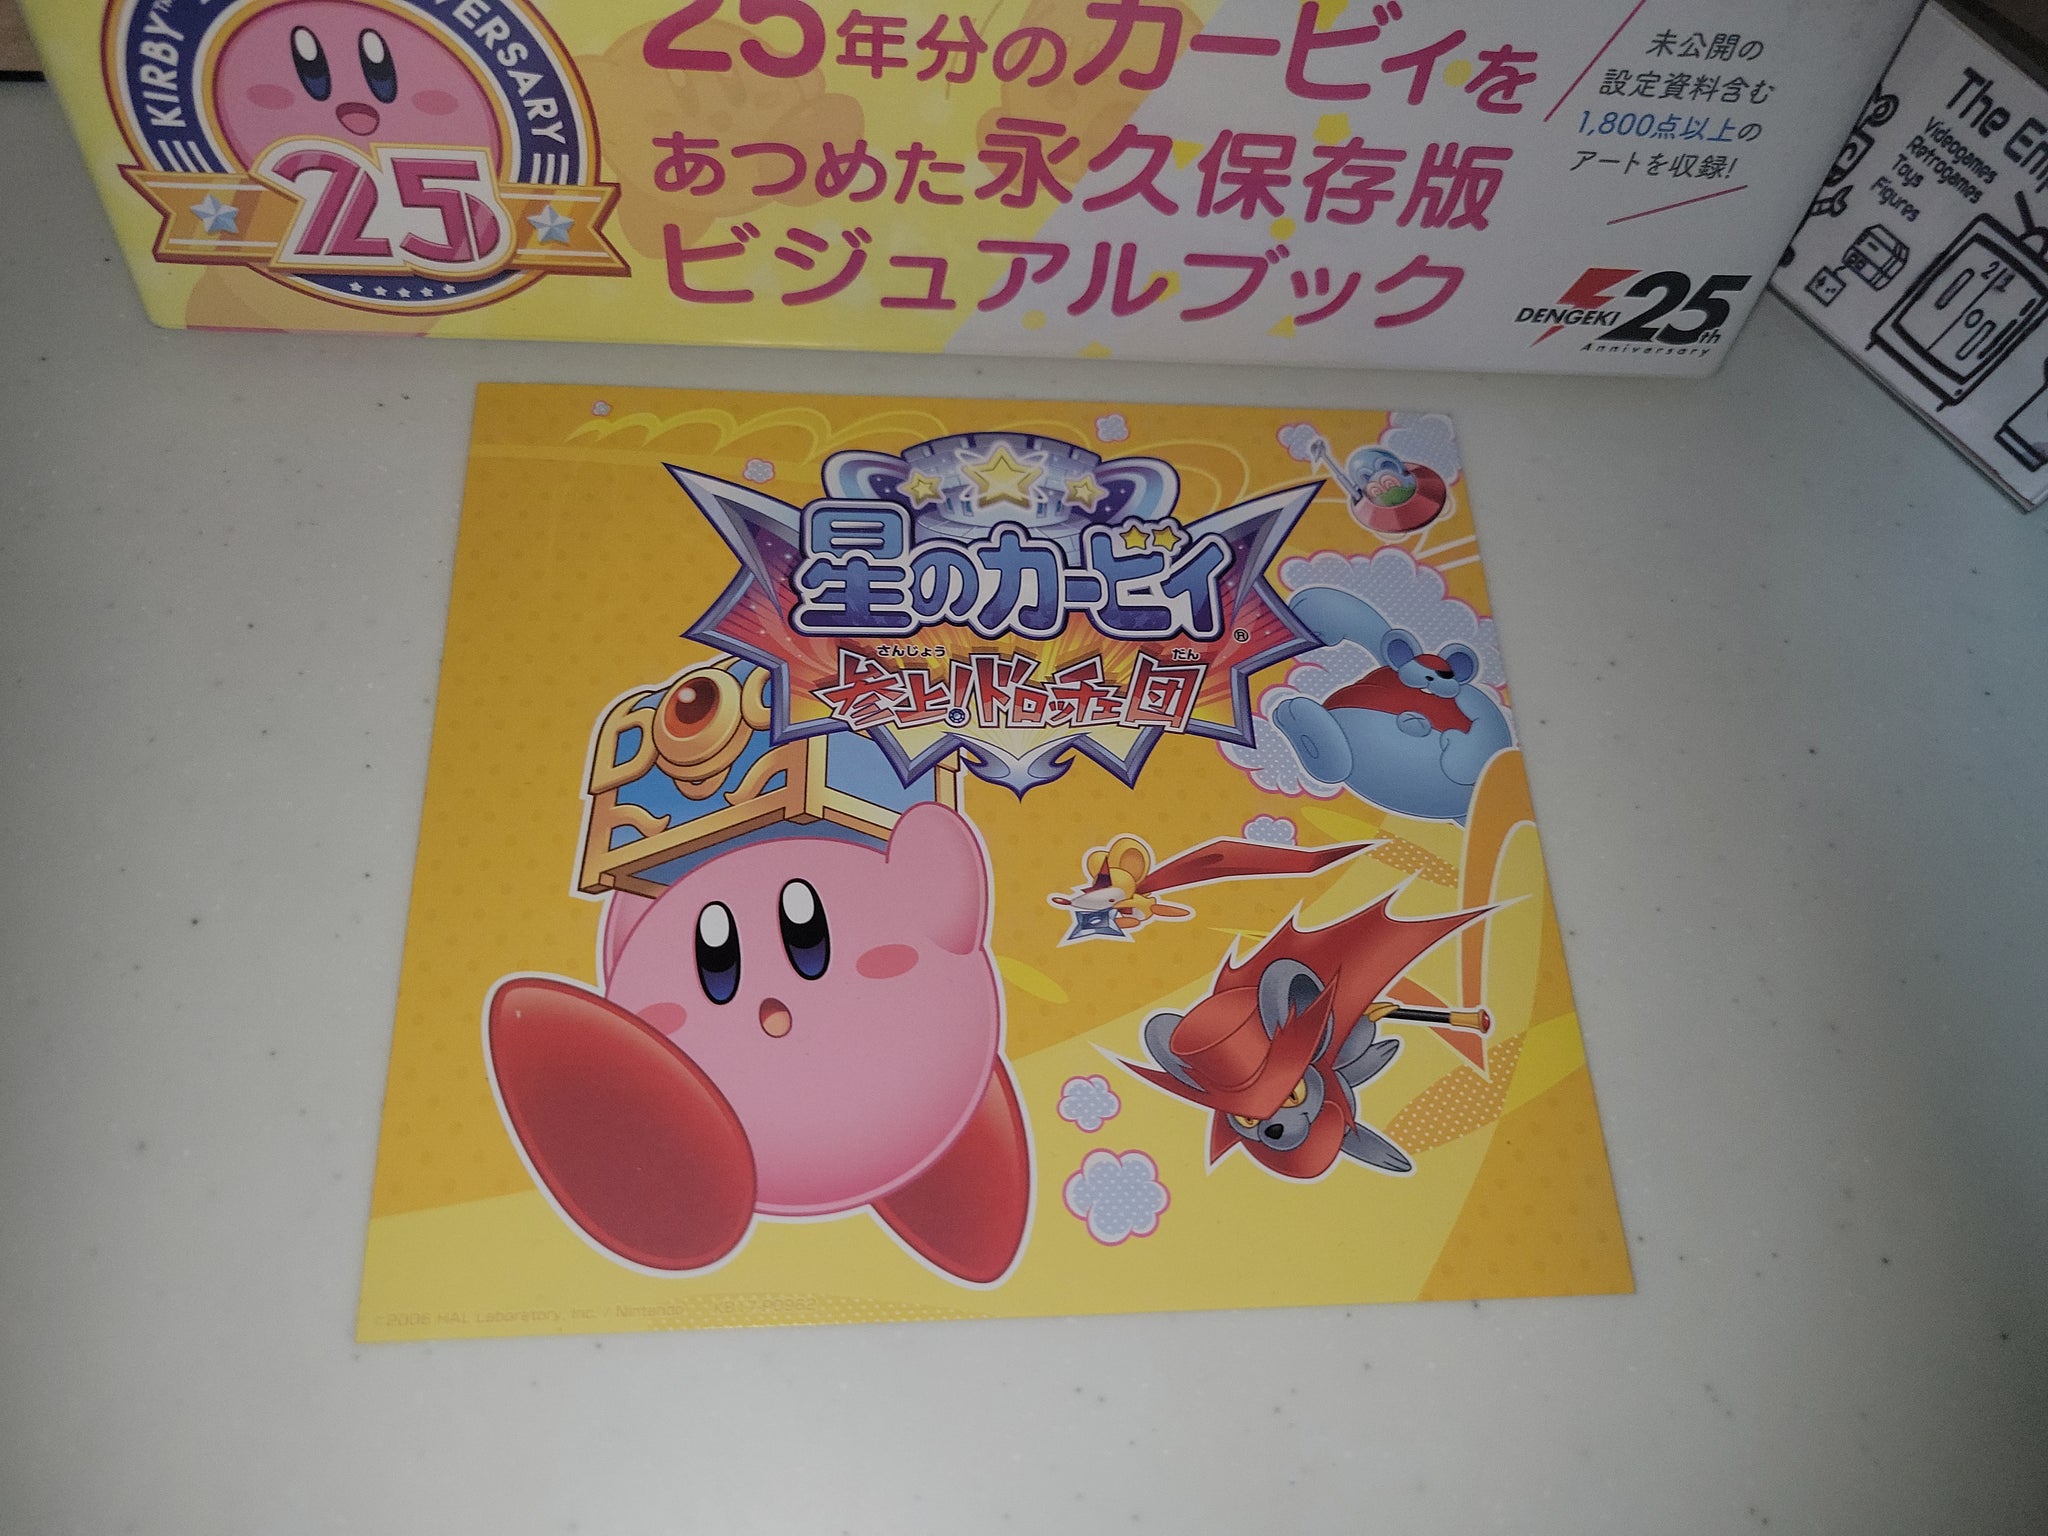 KIRBY™
VERSARY
25
25年分のカービィを
あつめた永久保存版
ビジュアルブック
未公開の
設定資料含む
1,800点以上の
アートを収録!
DENGEKI 25th
Anniversary
The Em
Videogames
Retrogames
Toys
Figures
星のカービィ®
さんじょう だん
参上!ドロッチェ団
©2006 HAL Laboratory, Inc. / Nintendo KB17-P0962